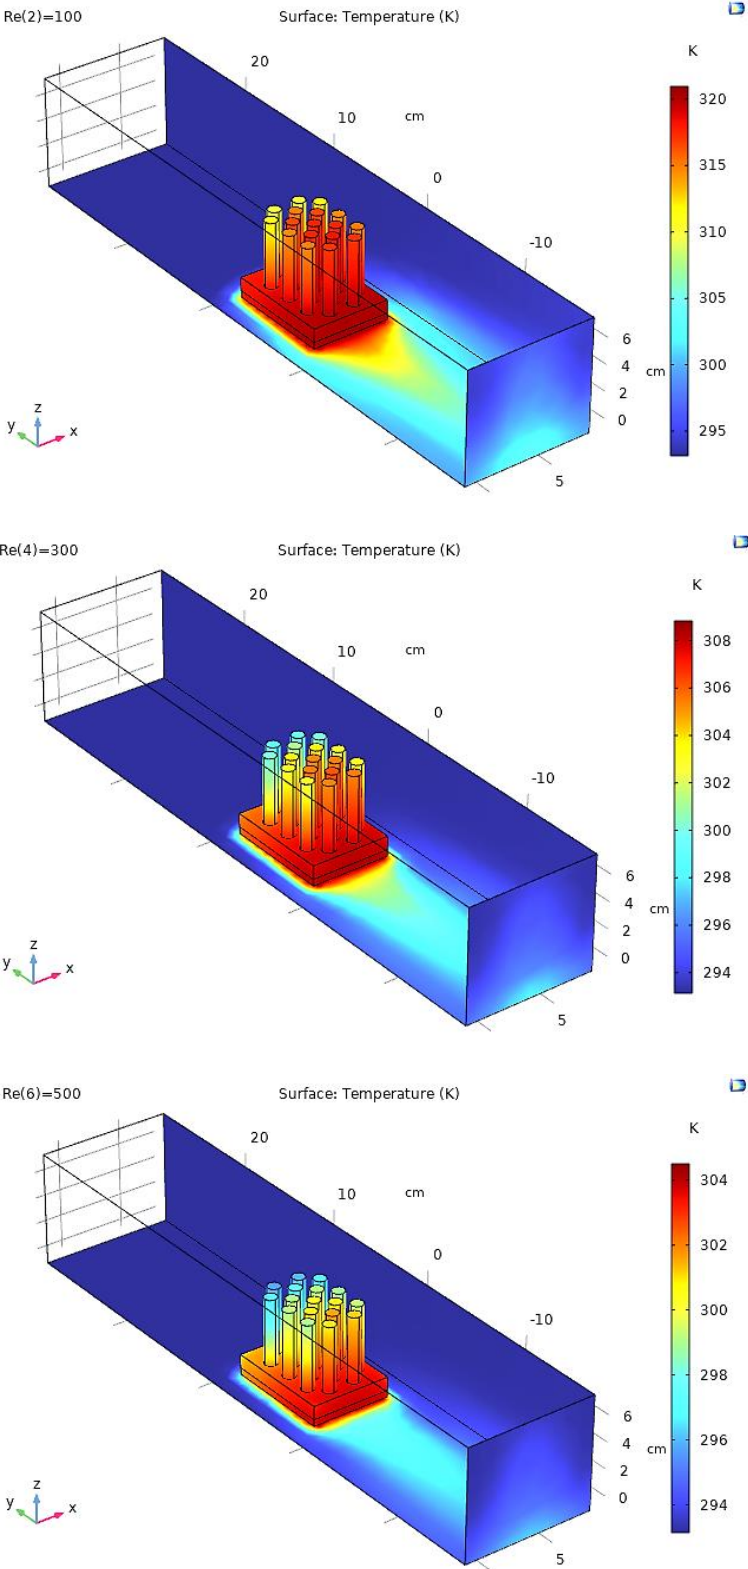 Re(2)=100 Surface: Temperature (K)
K
20
10 cm
0
-10
320
315
310
305
300
295
6
4
cm
2
0
5
z
y
x
Re(4)=300 Surface: Temperature (K)
K
20
10 cm
0
-10
308
306
304
302
300
298
296
294
6
4
cm
2
0
5
z
y
x
Re(6)=500 Surface: Temperature (K)
K
20
10 cm
0
-10
304
302
300
298
296
294
6
4
cm
2
0
5
z
y
x